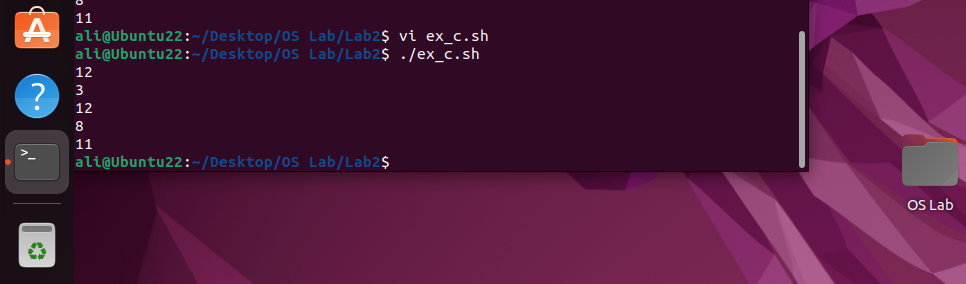 8
11
ali@Ubuntu22:~/Desktop/OS Lab/Lab2$ vi ex_c.sh
ali@Ubuntu22:~/Desktop/OS Lab/Lab2$ ./ex_c.sh
12
3
12
8
11
ali@Ubuntu22:~/Desktop/OS Lab/Lab2$
A
?
>_
OS Lab